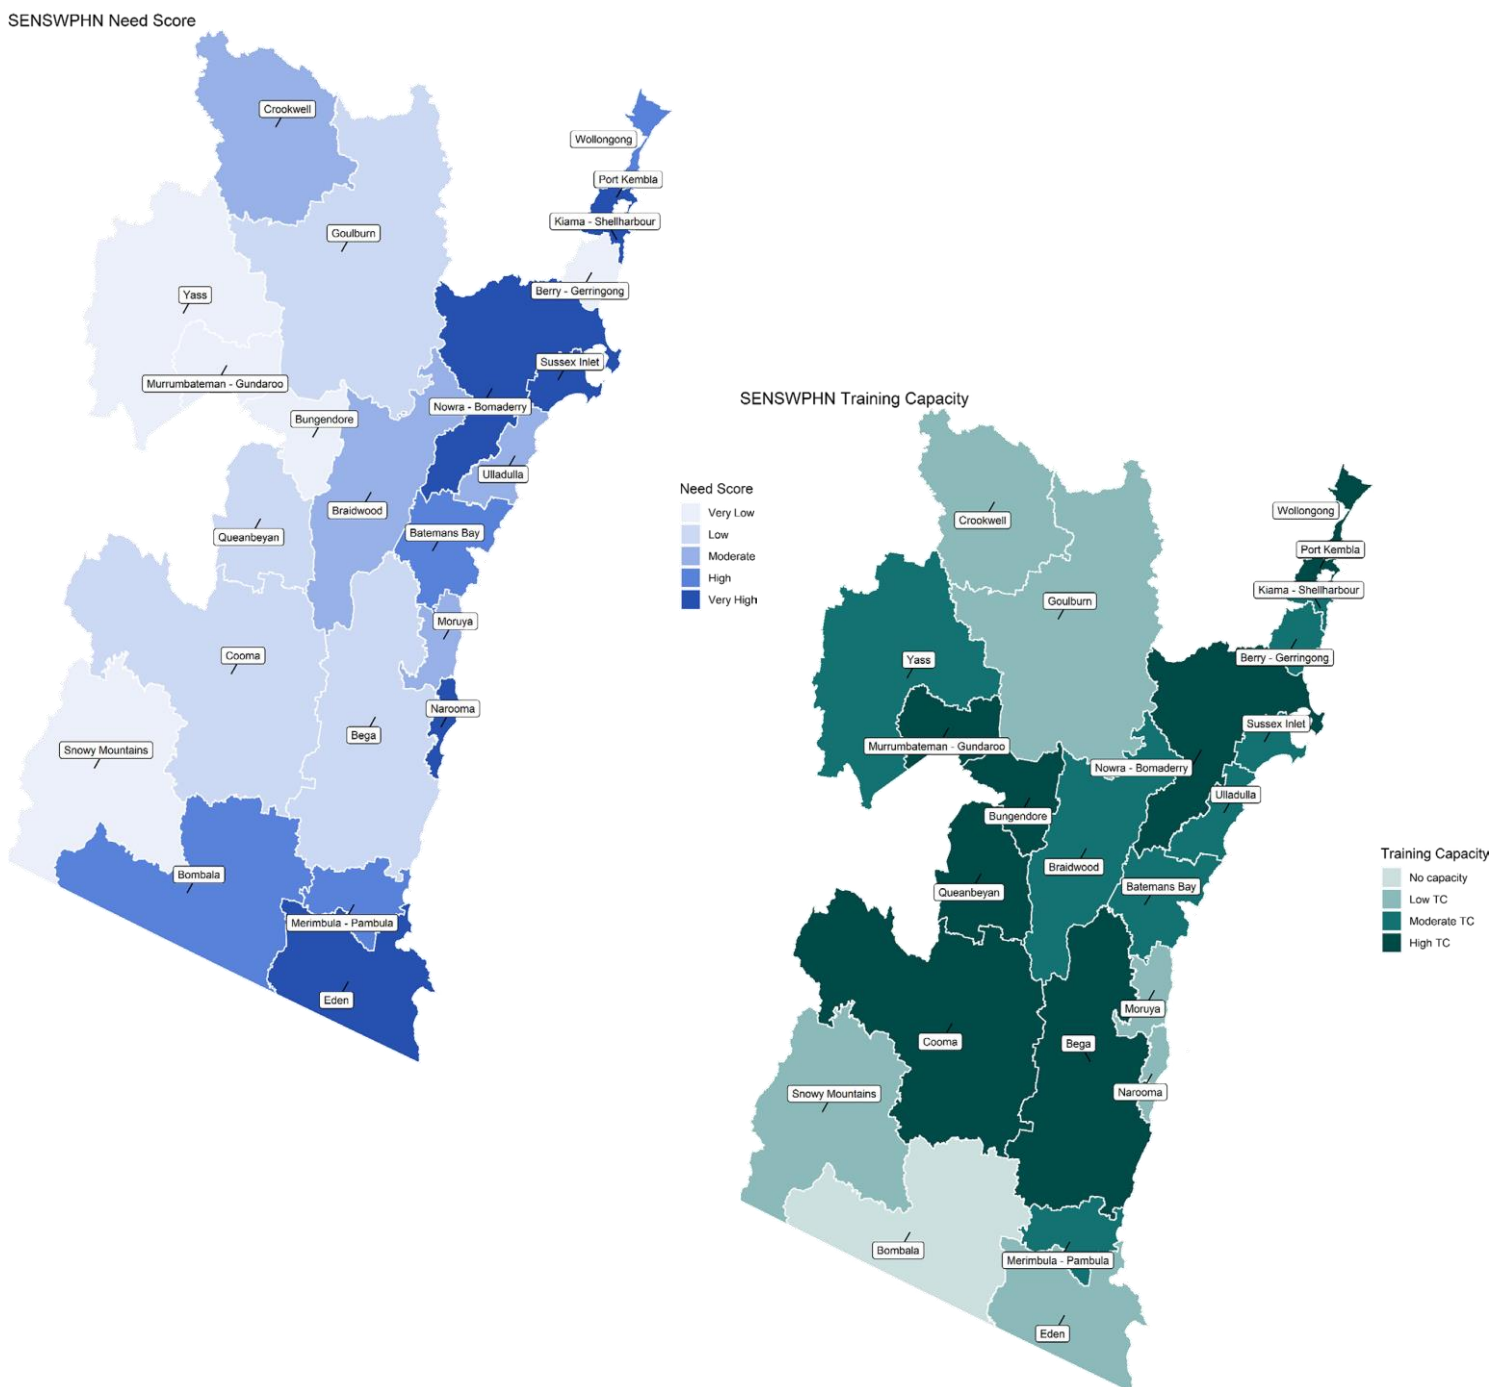 SENSWPHN Need Score
Crookwell
Wollongong
Port Kembla
Kiama - Shellharbour
Goulburn
Berry - Gerringong
Yass
Sussex Inlet
Murrumbateman - Gundaroo
Nowra - Bomaderry
Bungendore
Ulladulla
Braidwood
Batemans Bay
Queanbeyan
Moruya
Cooma
Narooma
Bega
Snowy Mountains
Bombala
Merimbula - Pambula
Eden
Need Score
Very Low
Low
Moderate
High
Very High
SENSWPHN Training Capacity
Wollongong
Crookwell
Port Kembla
Kiama - Shellharbour
Goulburn
Berry - Gerringong
Yass
Sussex Inlet
Murrumbateman - Gundaroo
Nowra - Bomaderry
Ulladulla
Bungendore
Braidwood
Batemans Bay
Queanbeyan
Moruya
Cooma
Bega
Narooma
Snowy Mountains
Bombala
Merimbula - Pambula
Eden
Training Capacity
No capacity
Low TC
Moderate TC
High TC